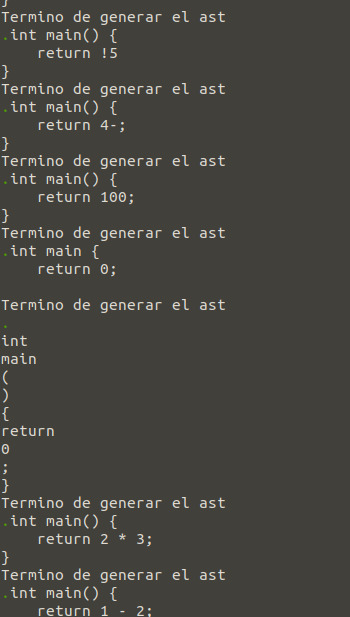 }
Termino de generar el ast
.int main() {
    return !5
}
Termino de generar el ast
.int main() {
    return 4-;
}
Termino de generar el ast
.int main() {
    return 100;
}
Termino de generar el ast
.int main {
    return 0;

Termino de generar el ast
.
int
main
(
)
{
return
0
;
}
Termino de generar el ast
.int main() {
    return 2 * 3;
}
Termino de generar el ast
.int main() {
    return 1 - 2;